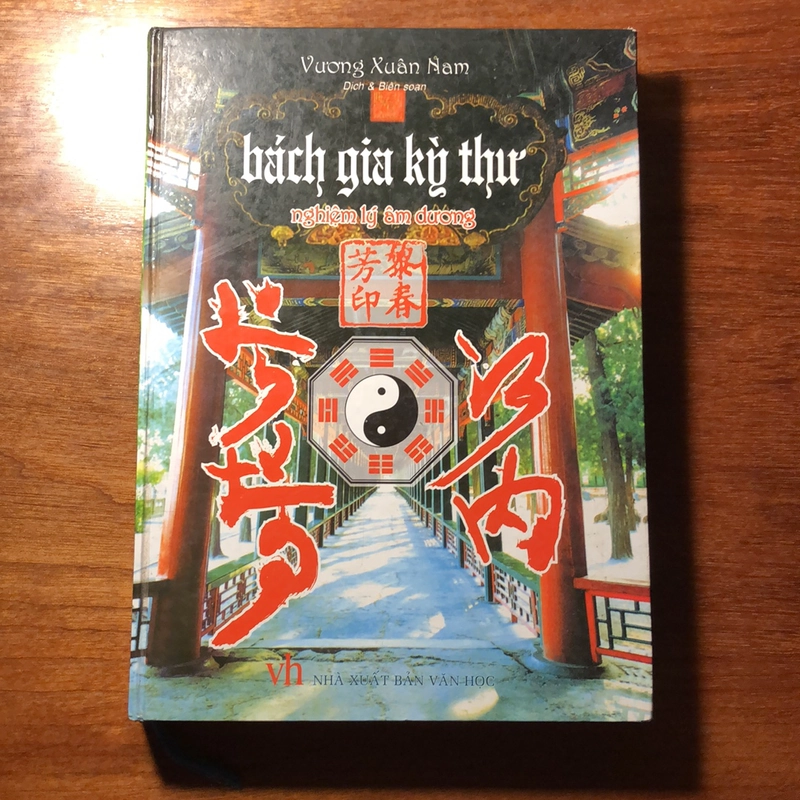 Vương Xuân Nam
Dịch & Biên soạn
bách gia kỳ thư
nghiệm lý âm dương
芳 黎
印 春
vh NHÀ XUẤT BẢN VĂN HỌC